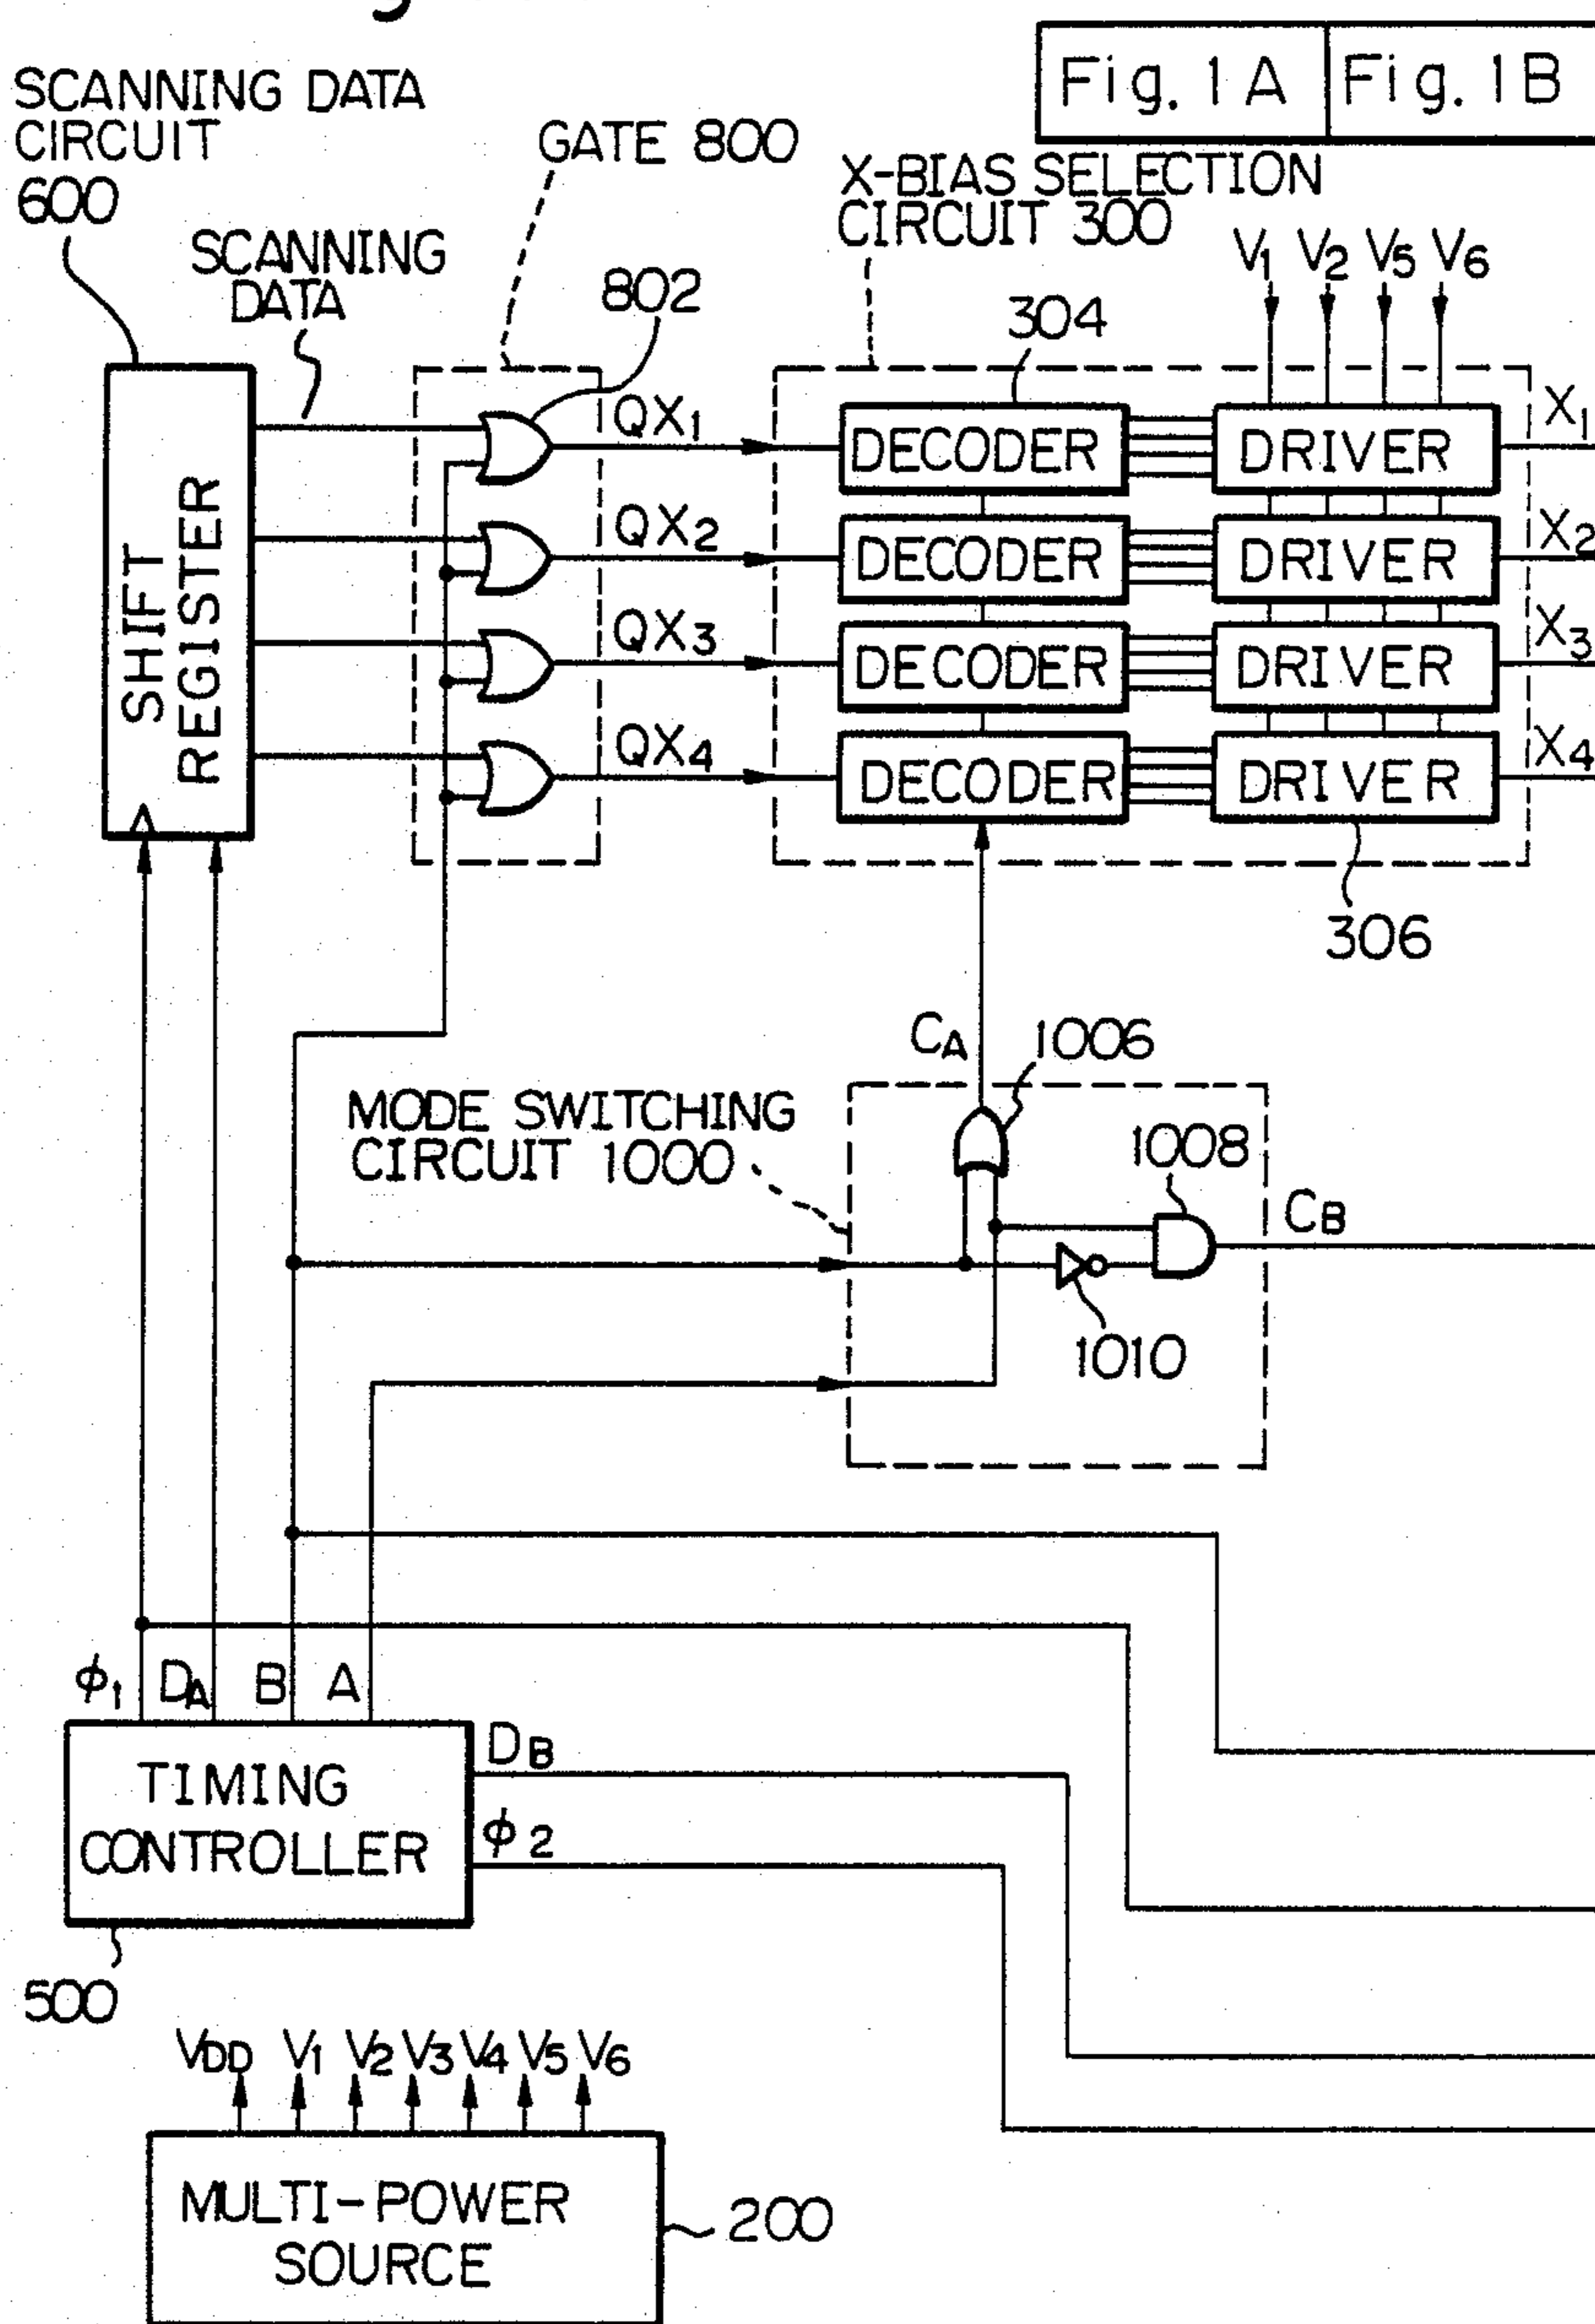 Fig. 1A
Fig. 1B
SCANNING DATA
CIRCUIT
600
GATE 800
X-BIAS SELECTION
CIRCUIT 300
SCANNING
DATA
802
304
V1 V2 V5 V6
SHIFT
REGISTER
QX1
DECODER
DRIVER
X1
QX2
DECODER
DRIVER
X2
QX3
DECODER
DRIVER
X3
QX4
DECODER
DRIVER
X4
306
CA
1006
MODE SWITCHING
CIRCUIT 1000
1008
CB
1010
φ1 DA B A
TIMING
CONTROLLER
DB
φ2
500
VDD V1 V2 V3 V4 V5 V6
MULTI-POWER
SOURCE
200